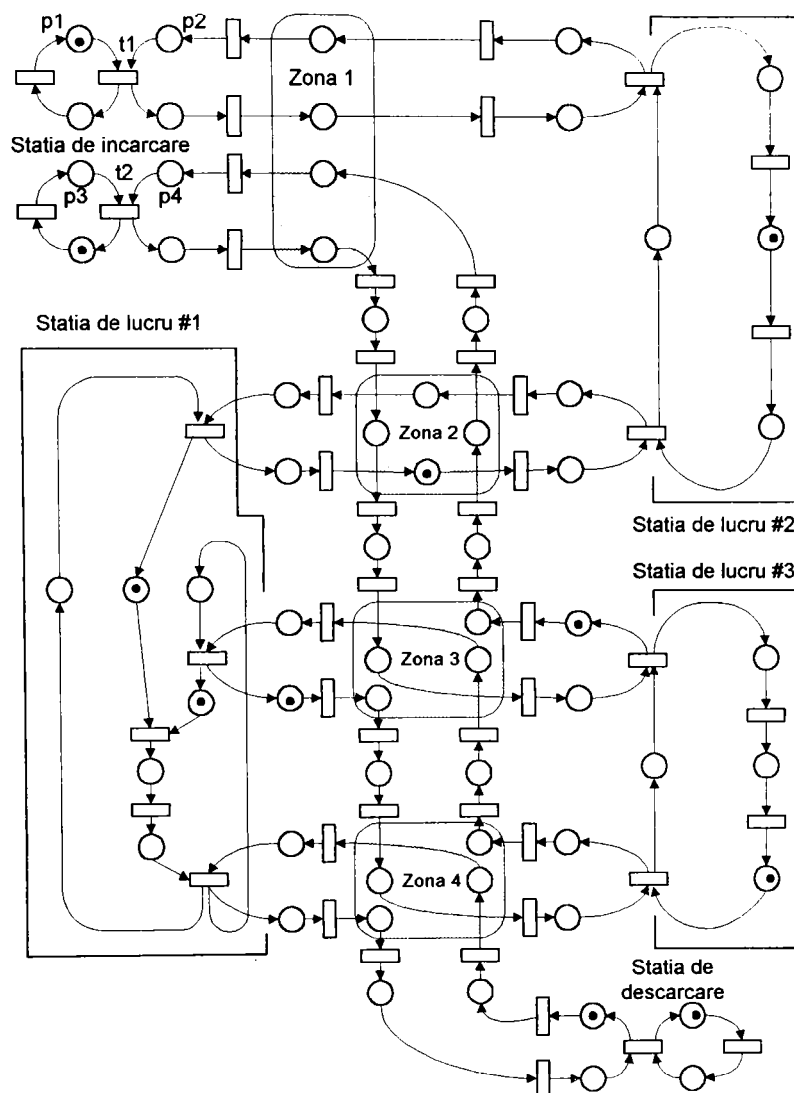 p1
p2
t1
Zona 1
Statia de incarcare
t2
p3
p4
Statia de lucru #1
Zona 2
Statia de lucru #2
Statia de lucru #3
Zona 3
Zona 4
Statia de
descarcare